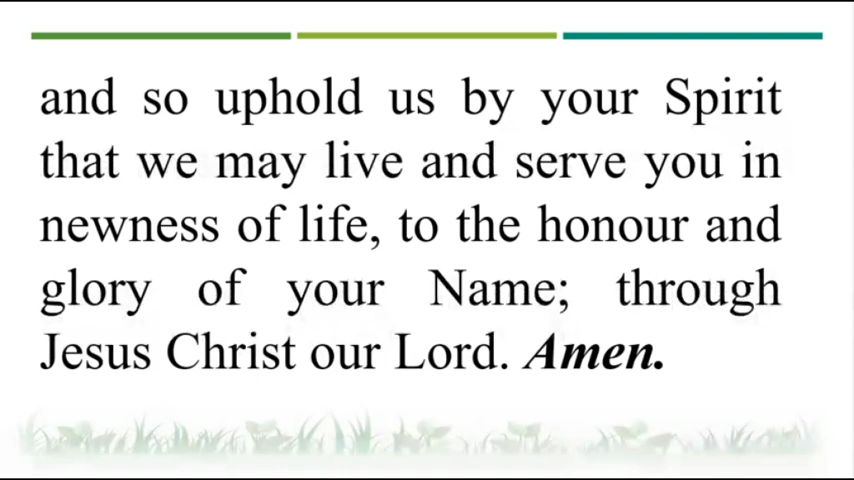 and so uphold us by your Spirit
that we may live and serve you in
newness of life, to the honour and
glory of your Name; through
Jesus Christ our Lord. Amen.